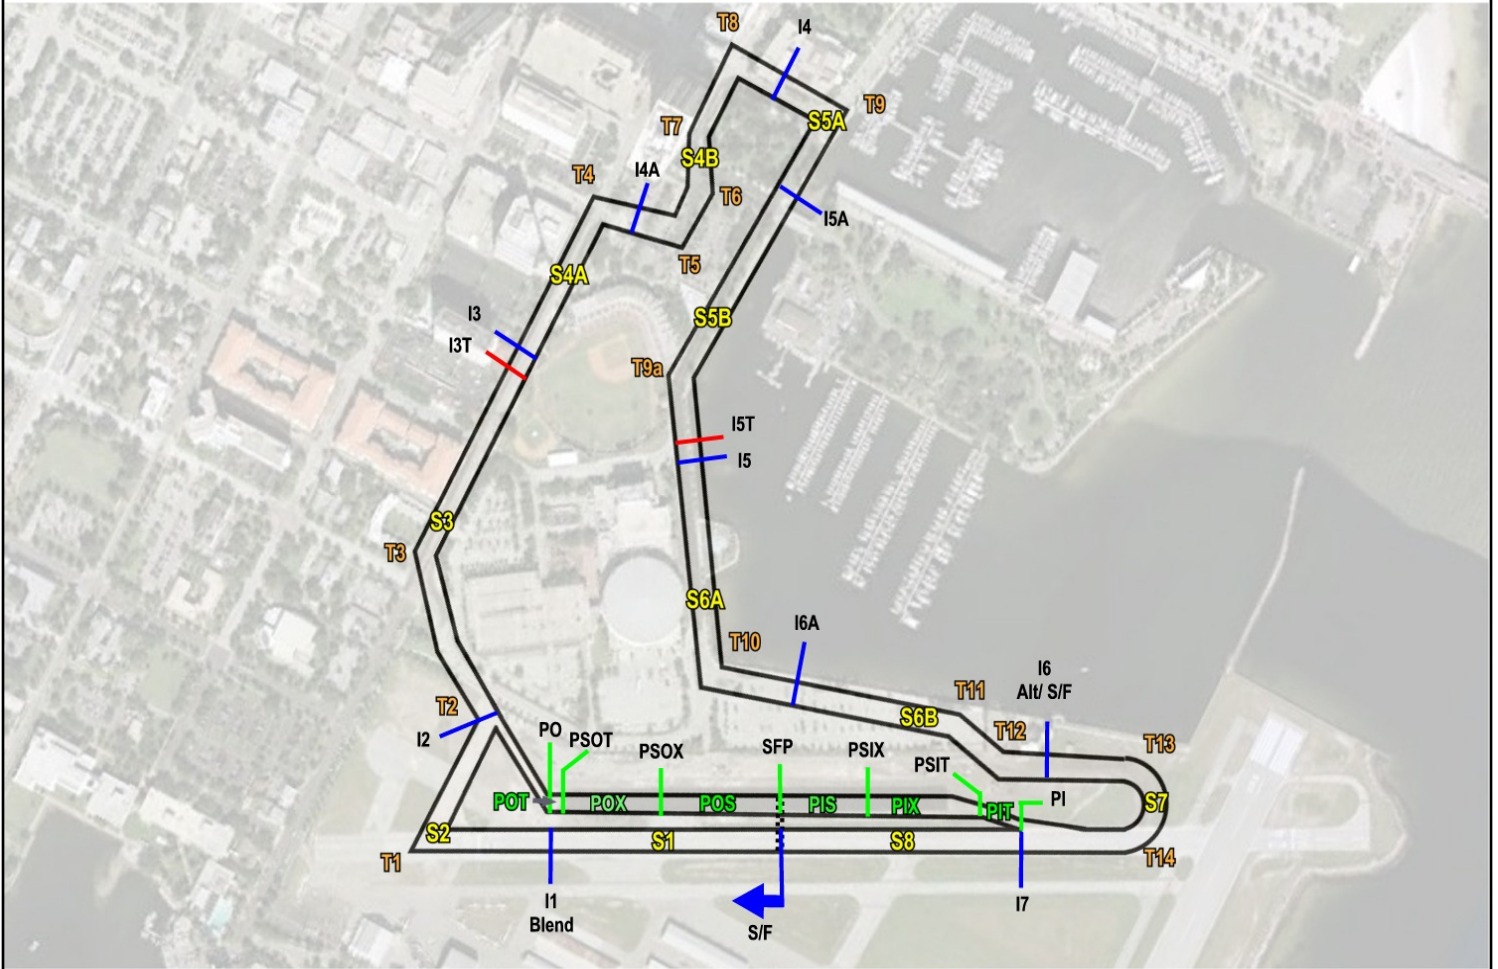 T8
I4
T9
S5A
T7
S4B
I4A
T4
T6
I5A
T5
S4A
S5B
I3
I3T
T9a
I5T
I5
S3
T3
S6A
I6A
T10
I6
Alt/ S/F
T11
S6B
T12
T2
I2
PO
PSOT
PSOX
SFP
PSIX
PSIT
T13
PI
POT
POX
POS
PIS
PIX
PIT
S7
S2
S1
S8
T1
T14
I1
Blend
S/F
I7